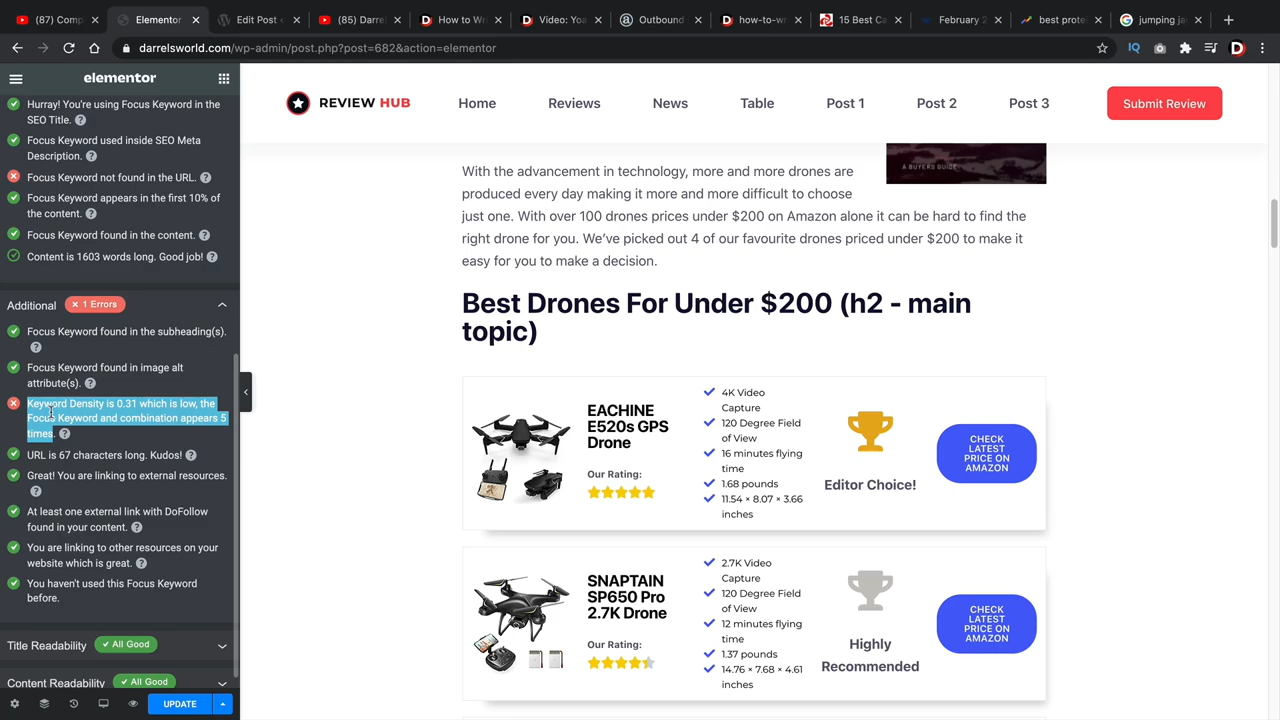 (67) Comp
Elementor
Edit Post ‹
(85) Darrel
How to Wri
Video: Yoa
Outbound
how-to-wr
15 Best Ca
February 2
best prote
jumping ja
darrelsworld.com/wp-admin/post.php?post=682&action=elementor
IQ
elementor
Hurray! You're using Focus Keyword in the
SEO Title.
Focus Keyword used inside SEO Meta
Description.
Focus Keyword not found in the URL.
Focus Keyword appears in the first 10% of
the content.
Focus Keyword found in the content.
Content is 1603 words long. Good job!
Additional × 1 Errors
Focus Keyword found in the subheading(s).
Focus Keyword found in image alt
attribute(s).
Keyword Density is 0.31 which is low, the
Focus Keyword and combination appears 5
times.
URL is 67 characters long. Kudos!
Great! You are linking to external resources.
At least one external link with DoFollow
found in your content.
You are linking to other resources on your
website which is great.
You haven't used this Focus Keyword
before.
Title Readability ✓ All Good
Content Readability ✓ All Good
UPDATE
REVIEW HUB
Home
Reviews
News
Table
Post 1
Post 2
Post 3
Submit Review
A BUYERS GUIDE
With the advancement in technology, more and more drones are
produced every day making it more and more difficult to choose
just one. With over 100 drones prices under $200 on Amazon alone it can be hard to find the
right drone for you. We've picked out 4 of our favourite drones priced under $200 to make it
easy for you to make a decision.
Best Drones For Under $200 (h2 - main
topic)
EACHINE
E520s GPS
Drone
Our Rating:
4K Video
Capture
120 Degree Field
of View
16 minutes flying
time
1.68 pounds
11.54 × 8.07 × 3.66
inches
Editor Choice!
CHECK
LATEST
PRICE ON
AMAZON
SNAPTAIN
SP650 Pro
2.7K Drone
Our Rating:
2.7K Video
Capture
120 Degree Field
of View
12 minutes flying
time
1.37 pounds
14.76 × 7.68 × 4.61
inches
Highly
Recommended
CHECK
LATEST
PRICE ON
AMAZON